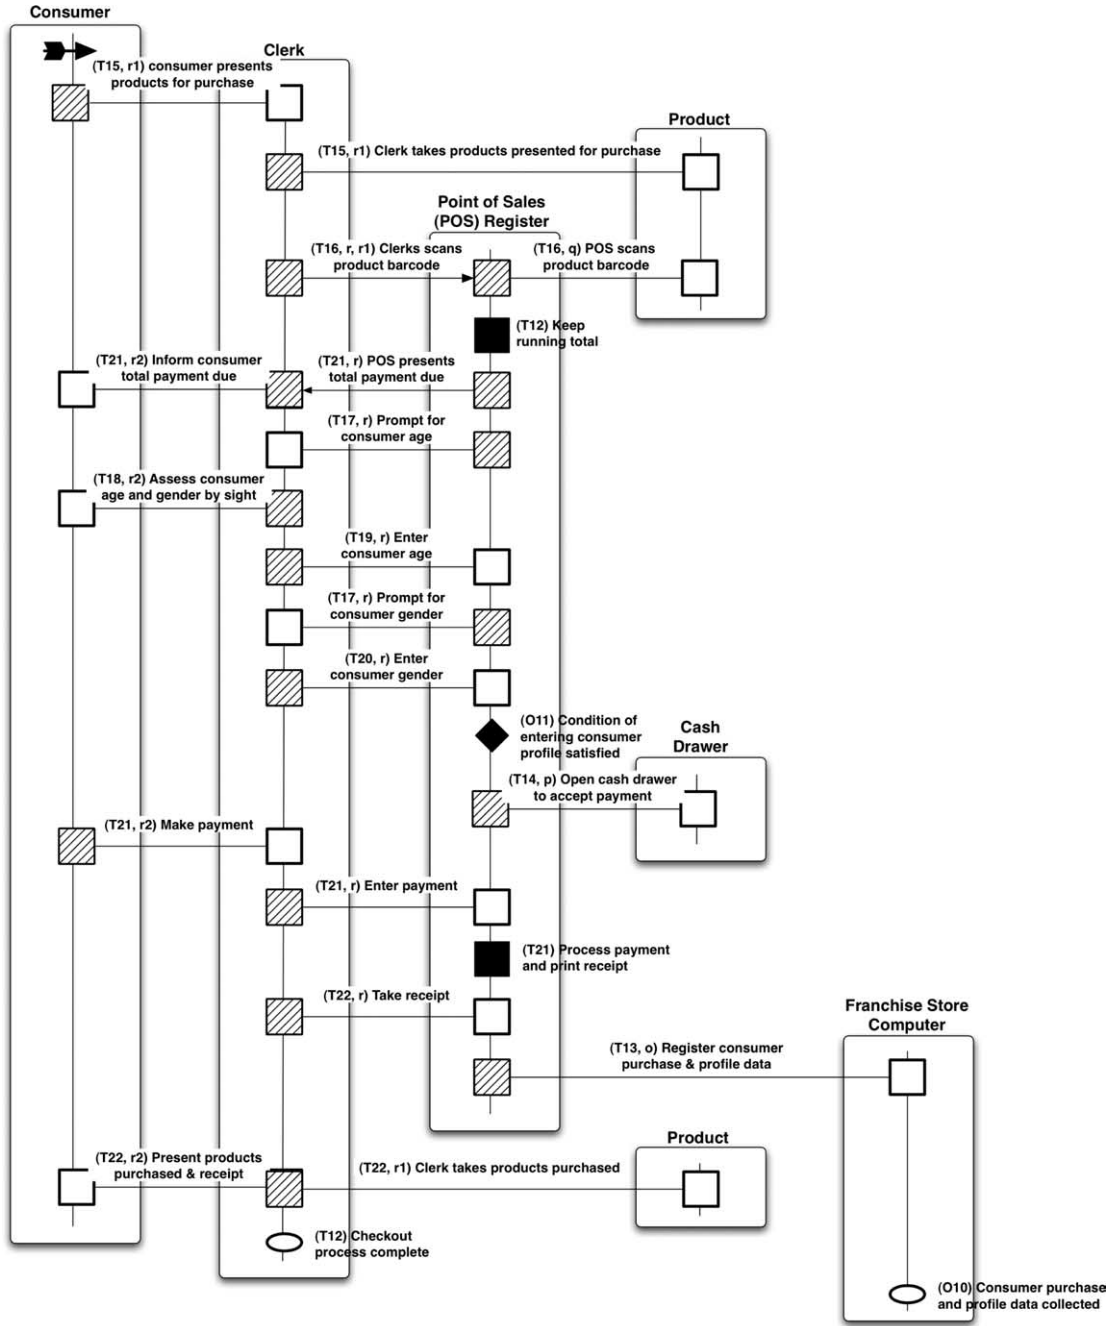 Consumer
Clerk
(T15, r1) consumer presents
products for purchase
Product
(T15, r1) Clerk takes products presented for purchase
Point of Sales
(POS) Register
(T16, r, r1) Clerks scans
product barcode
(T16, q) POS scans
product barcode
(T12) Keep
running total
(T21, r2) Inform consumer
total payment due
(T21, r) POS presents
total payment due
(T17, r) Prompt for
consumer age
(T18, r2) Assess consumer
age and gender by sight
(T19, r) Enter
consumer age
(T17, r) Prompt for
consumer gender
(T20, r) Enter
consumer gender
(O11) Condition of
entering consumer
profile satisfied
Cash
Drawer
(T14, p) Open cash drawer
to accept payment
(T21, r2) Make payment
(T21, r) Enter payment
(T21) Process payment
and print receipt
(T22, r) Take receipt
Franchise Store
Computer
(T13, o) Register consumer
purchase & profile data
Product
(T22, r2) Present products
purchased & receipt
(T22, r1) Clerk takes products purchased
(T12) Checkout
process complete
(O10) Consumer purchase
and profile data collected